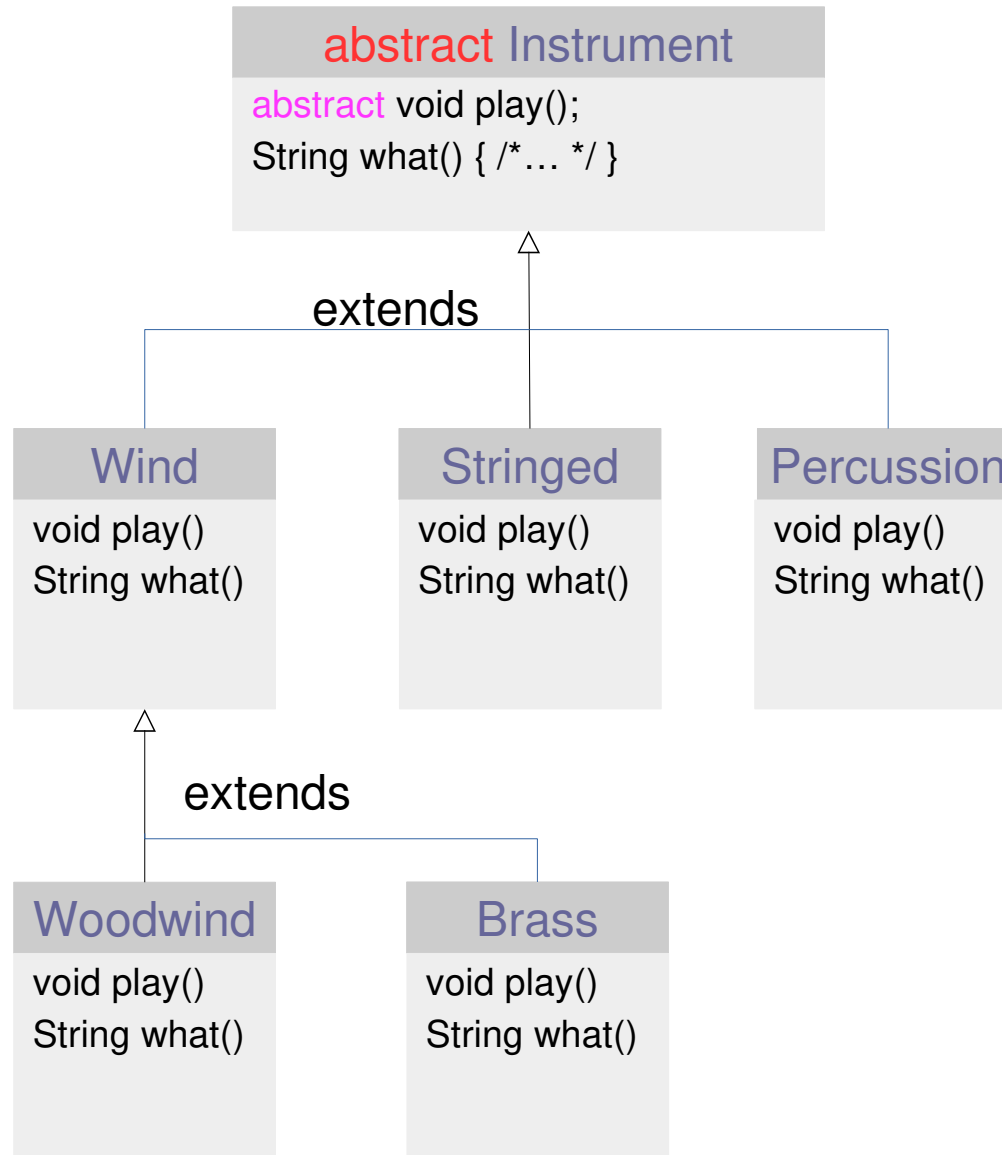 abstract Instrument
abstract void play();
String what() { /*… */ }
extends
Wind
void play()
String what()
Stringed
void play()
String what()
Percussion
void play()
String what()
extends
Woodwind
void play()
String what()
Brass
void play()
String what()